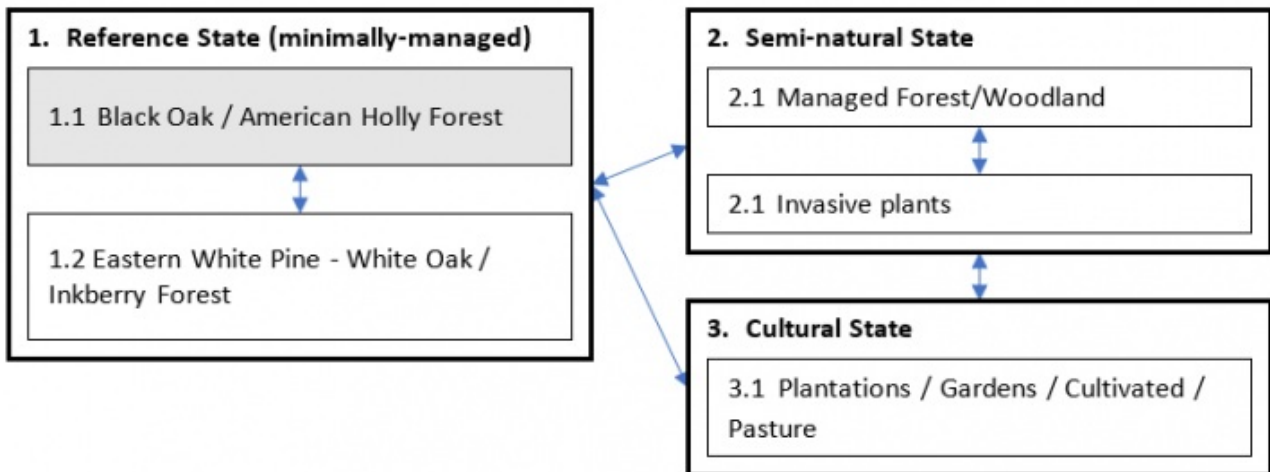 1. Reference State (minimally-managed)
1.1 Black Oak / American Holly Forest
1.2 Eastern White Pine - White Oak /
Inkberry Forest
2. Semi-natural State
2.1 Managed Forest/Woodland
2.1 Invasive plants
3. Cultural State
3.1 Plantations / Gardens / Cultivated /
Pasture